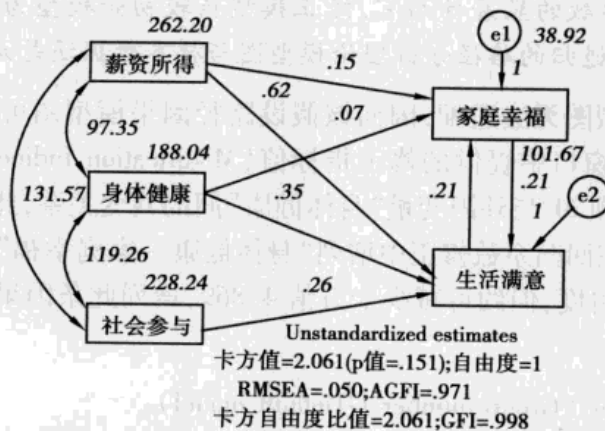 262.20
e1
38.92
薪资所得
.15
1
.62
.07
家庭幸福
97.35
188.04
101.67
131.57
身体健康
.35
.21
.21
1
e2
119.26
228.24
生活满意
.26
社会参与
Unstandardized estimates
卡方值=2.061(p值=.151);自由度=1
RMSEA=.050;AGFI=.971
卡方自由度比值=2.061;GFI=.998